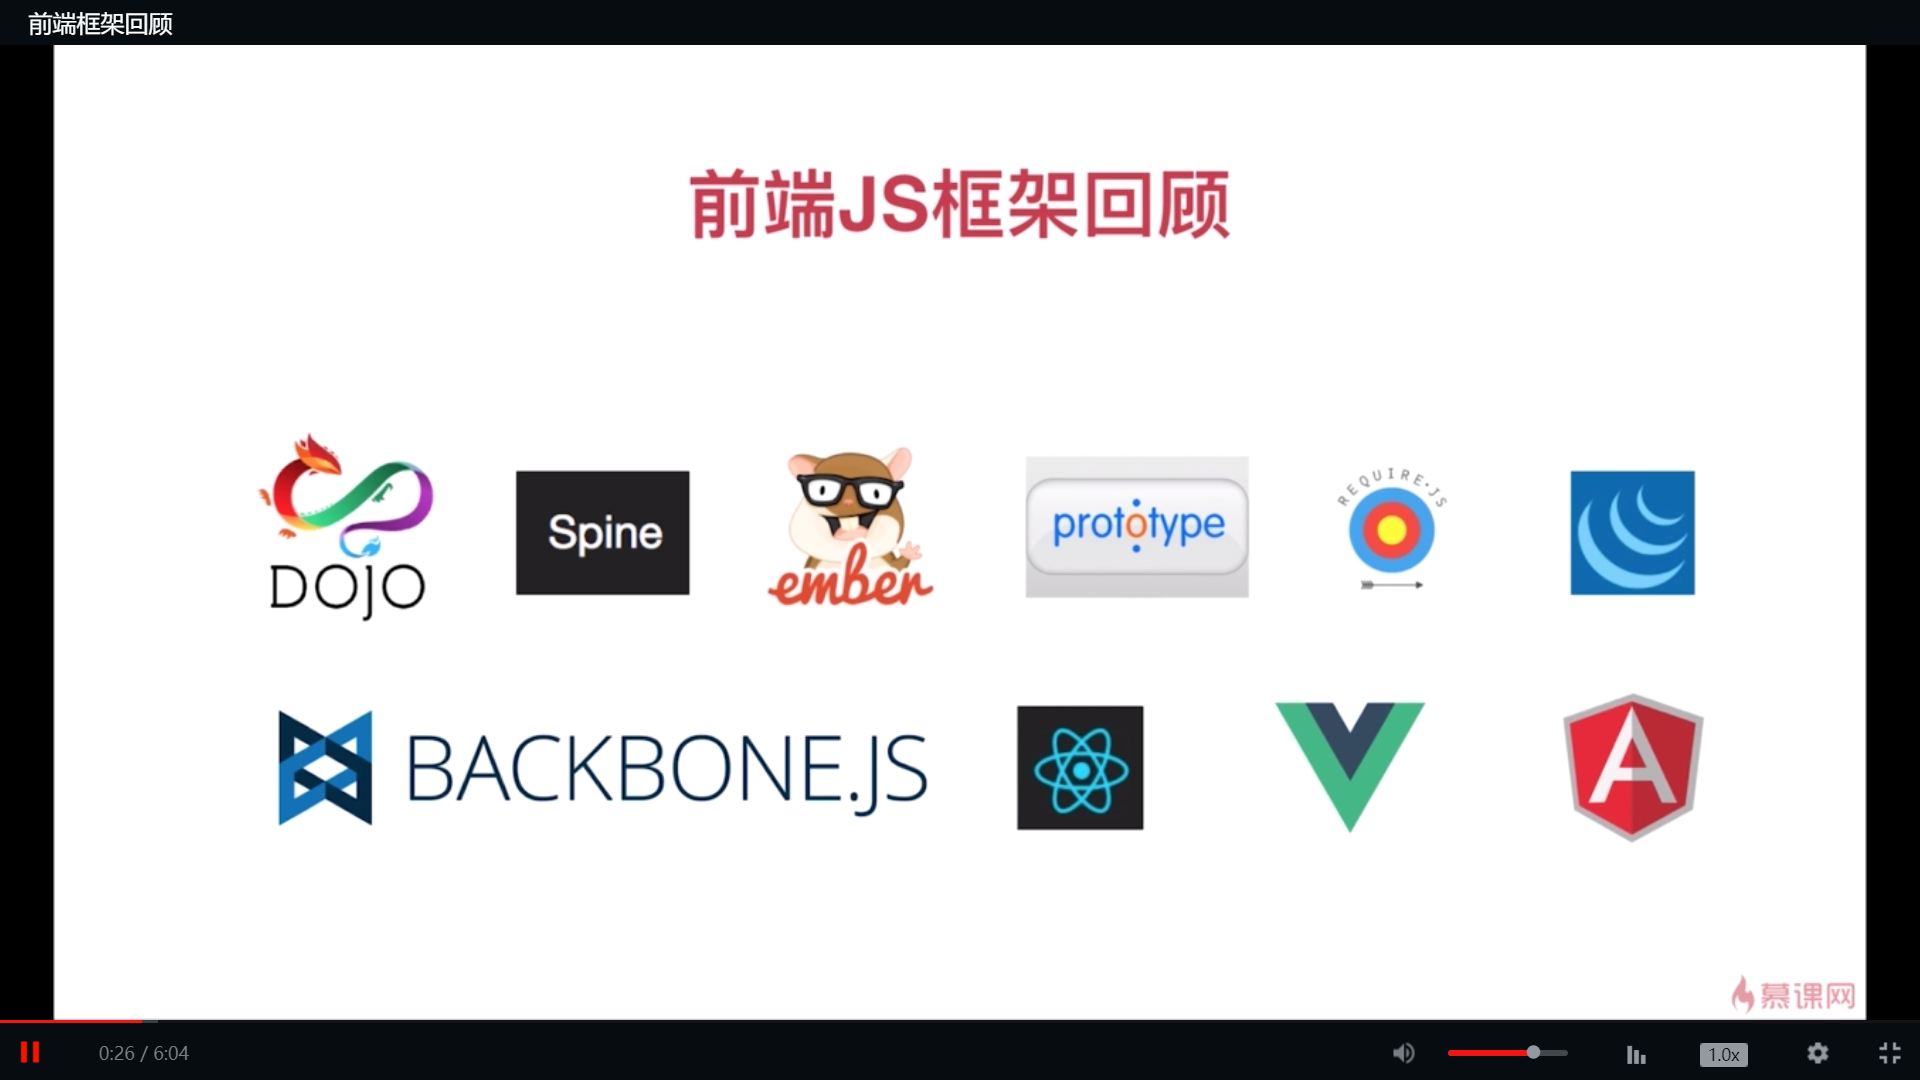 前端框架回顾
前端JS框架回顾
DOJO
Spine
ember
prototype
REQUIRE·JS
BACKBONE.JS
A
慕课网
0:26 / 6:04
1.0x